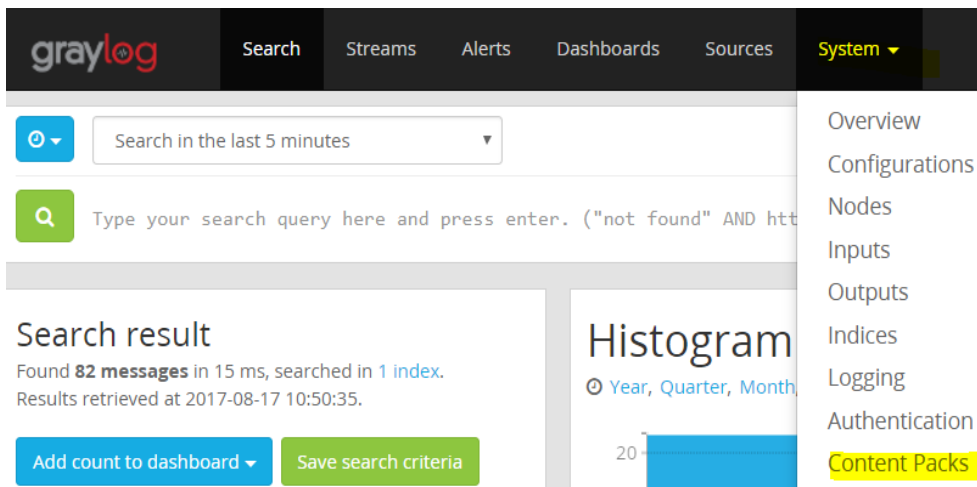 graylog Search Streams Alerts Dashboards Sources System
Search in the last 5 minutes
Type your search query here and press enter. ("not found" AND htt
Overview
Configurations
Nodes
Inputs
Outputs
Indices
Logging
Authentication
Content Packs
Search result
Found 82 messages in 15 ms, searched in 1 index.
Results retrieved at 2017-08-17 10:50:35.
Add count to dashboard Save search criteria
Histogram
Year, Quarter, Month,
20